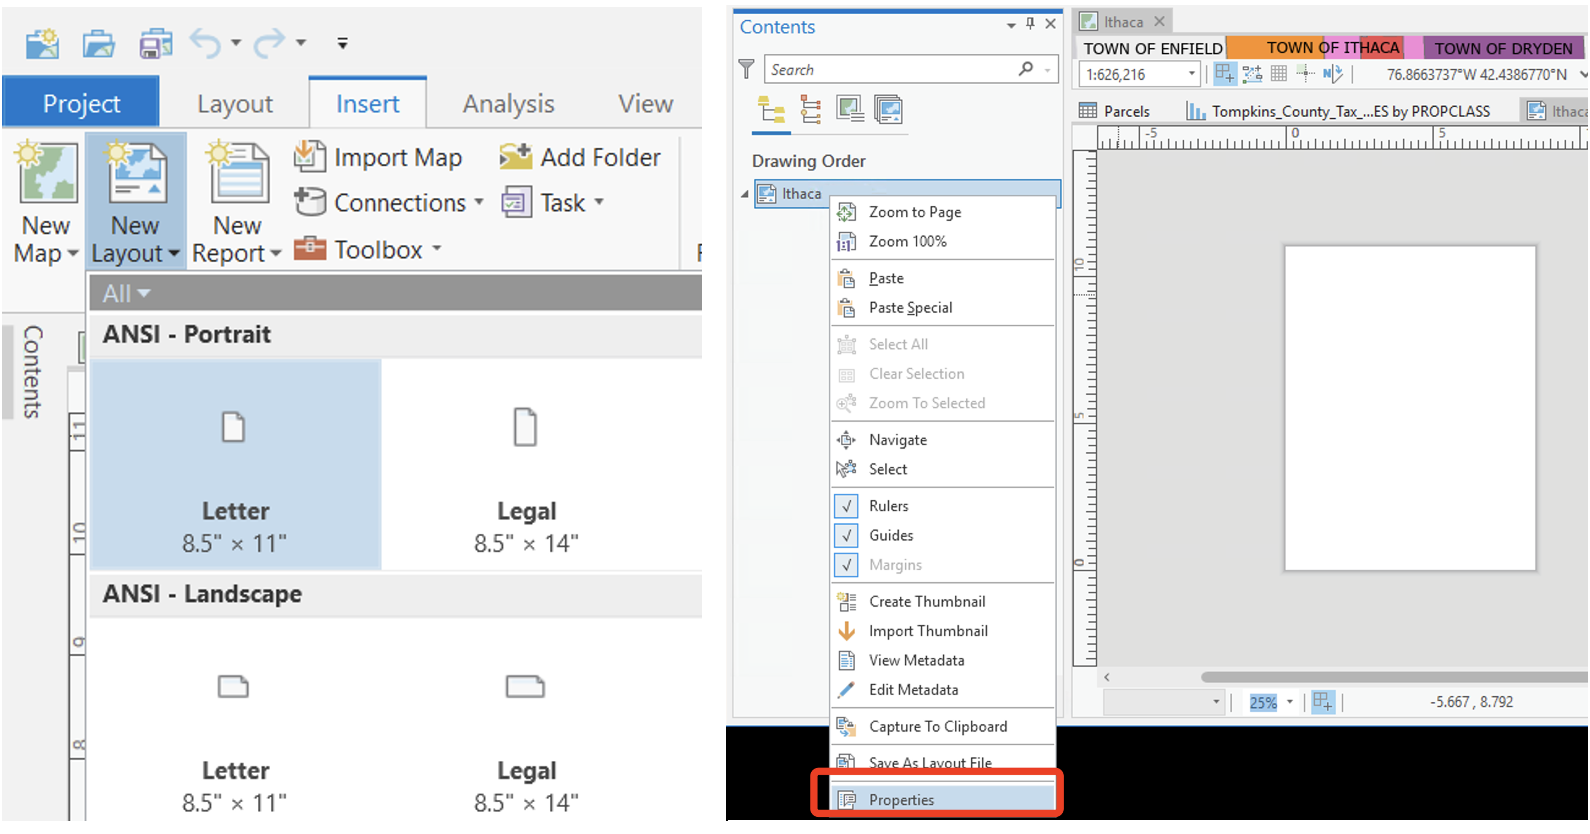 Project
Layout
Insert
Analysis
View
New
Map
New
Layout
New
Report
Import Map
Connections
Toolbox
Add Folder
Task
All
ANSI - Portrait
Letter
8.5" × 11"
Legal
8.5" × 14"
ANSI - Landscape
Letter
8.5" × 11"
Legal
8.5" × 14"
Contents
11
10
9
8
Contents
Search
Drawing Order
Ithaca
Zoom to Page
Zoom 100%
Paste
Paste Special
Select All
Clear Selection
Zoom To Selected
Navigate
Select
Rulers
Guides
Margins
Create Thumbnail
Import Thumbnail
View Metadata
Edit Metadata
Capture To Clipboard
Save As Layout File
Properties
Ithaca
TOWN OF ENFIELD
TOWN OF ITHACA
TOWN OF DRYDEN
1:626,216
76.8663737°W 42.4386770°N
Parcels
Tompkins_County_Tax_...ES by PROPCLASS
Ithaca
-5
0
5
10
5
0
25%
-5.667 , 8.792